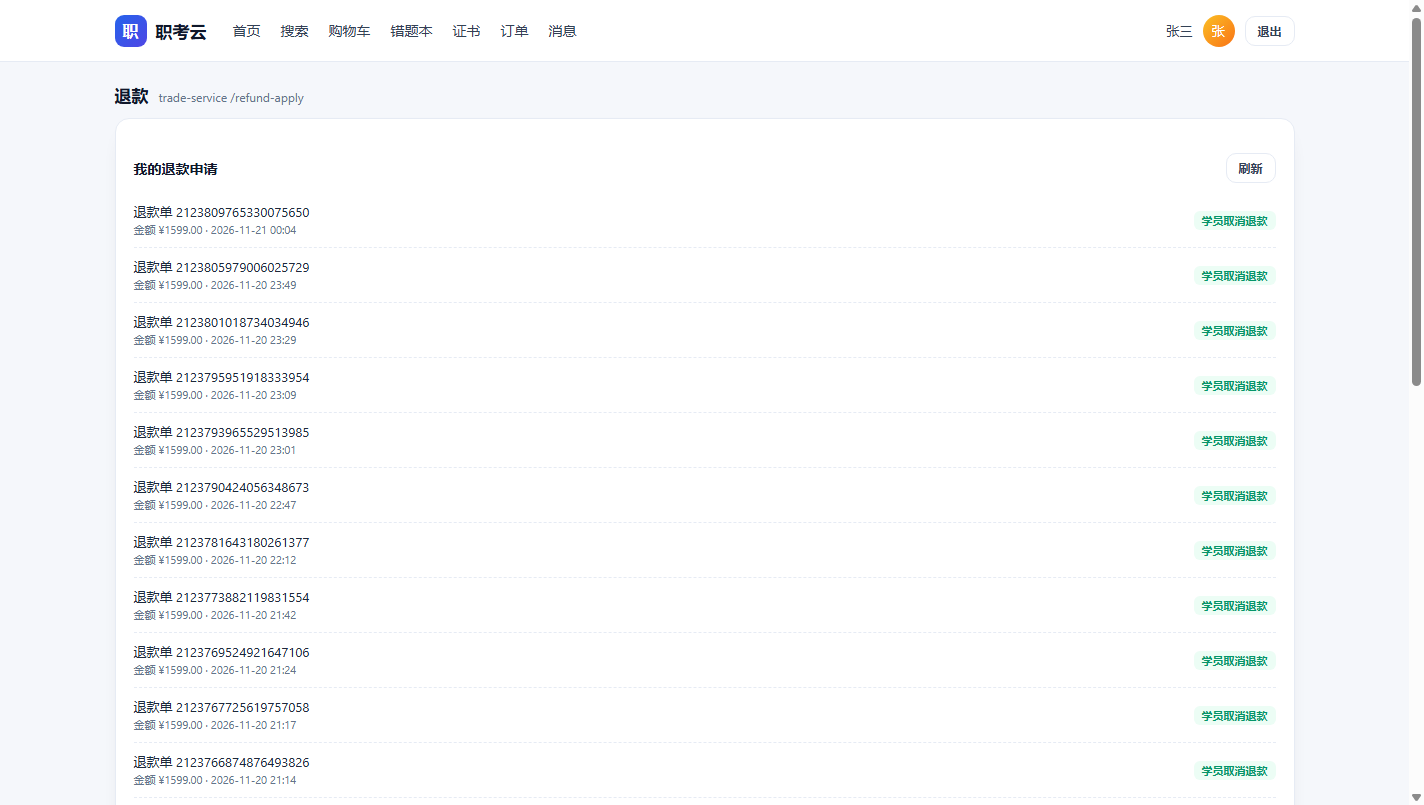 职 职考云 首页 搜索 购物车 错题本 证书 订单 消息 张三 张 退出
退款 trade-service /refund-apply
我的退款申请 刷新
退款单 2123809765330075650
金额 ¥1599.00 · 2026-11-21 00:04
学员取消退款
退款单 2123805979006025729
金额 ¥1599.00 · 2026-11-20 23:49
学员取消退款
退款单 2123801018734034946
金额 ¥1599.00 · 2026-11-20 23:29
学员取消退款
退款单 2123795951918333954
金额 ¥1599.00 · 2026-11-20 23:09
学员取消退款
退款单 2123793965529513985
金额 ¥1599.00 · 2026-11-20 23:01
学员取消退款
退款单 2123790424056348673
金额 ¥1599.00 · 2026-11-20 22:47
学员取消退款
退款单 2123781643180261377
金额 ¥1599.00 · 2026-11-20 22:12
学员取消退款
退款单 2123773882119831554
金额 ¥1599.00 · 2026-11-20 21:42
学员取消退款
退款单 2123769524921647106
金额 ¥1599.00 · 2026-11-20 21:24
学员取消退款
退款单 2123767725619757058
金额 ¥1599.00 · 2026-11-20 21:17
学员取消退款
退款单 2123766874876493826
金额 ¥1599.00 · 2026-11-20 21:14
学员取消退款